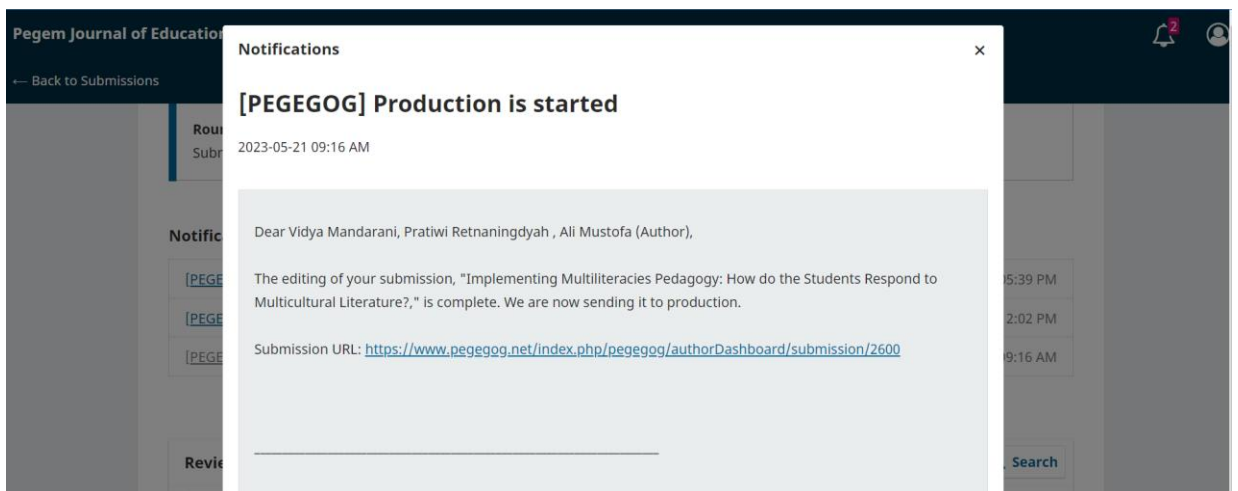 Pegem Journal of Education
2
← Back to Submissions
Notifications
×
[PEGEGOG] Production is started
2023-05-21 09:16 AM
Dear Vidya Mandarani, Pratiwi Retnaningdyah , Ali Mustofa (Author),
The editing of your submission, "Implementing Multiliteracies Pedagogy: How do the Students Respond to
Multicultural Literature?," is complete. We are now sending it to production.
Submission URL: https://www.pegegog.net/index.php/pegegog/authorDashboard/submission/2600
Rou
Subr
Notific
[PEGE
05:39 PM
[PEGE
2:02 PM
[PEGE
09:16 AM
Revie
Search